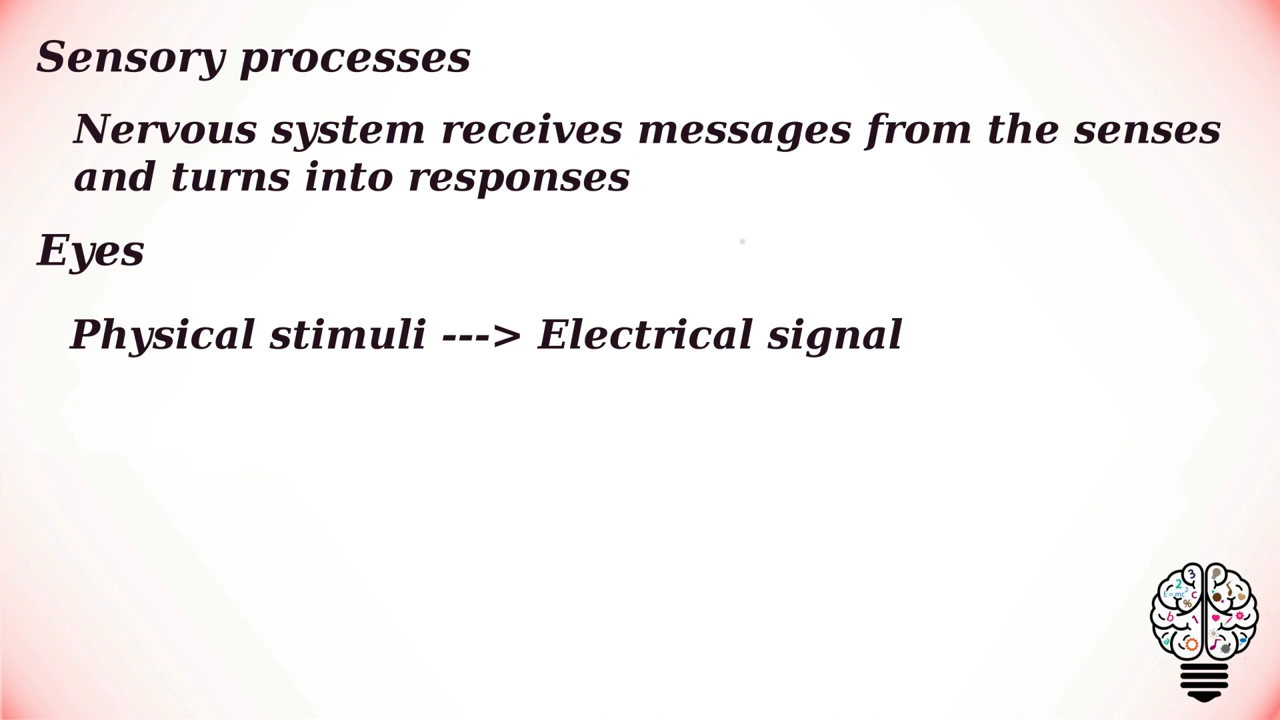 Sensory processes
Nervous system receives messages from the senses
and turns into responses
Eyes
Physical stimuli ---> Electrical signal